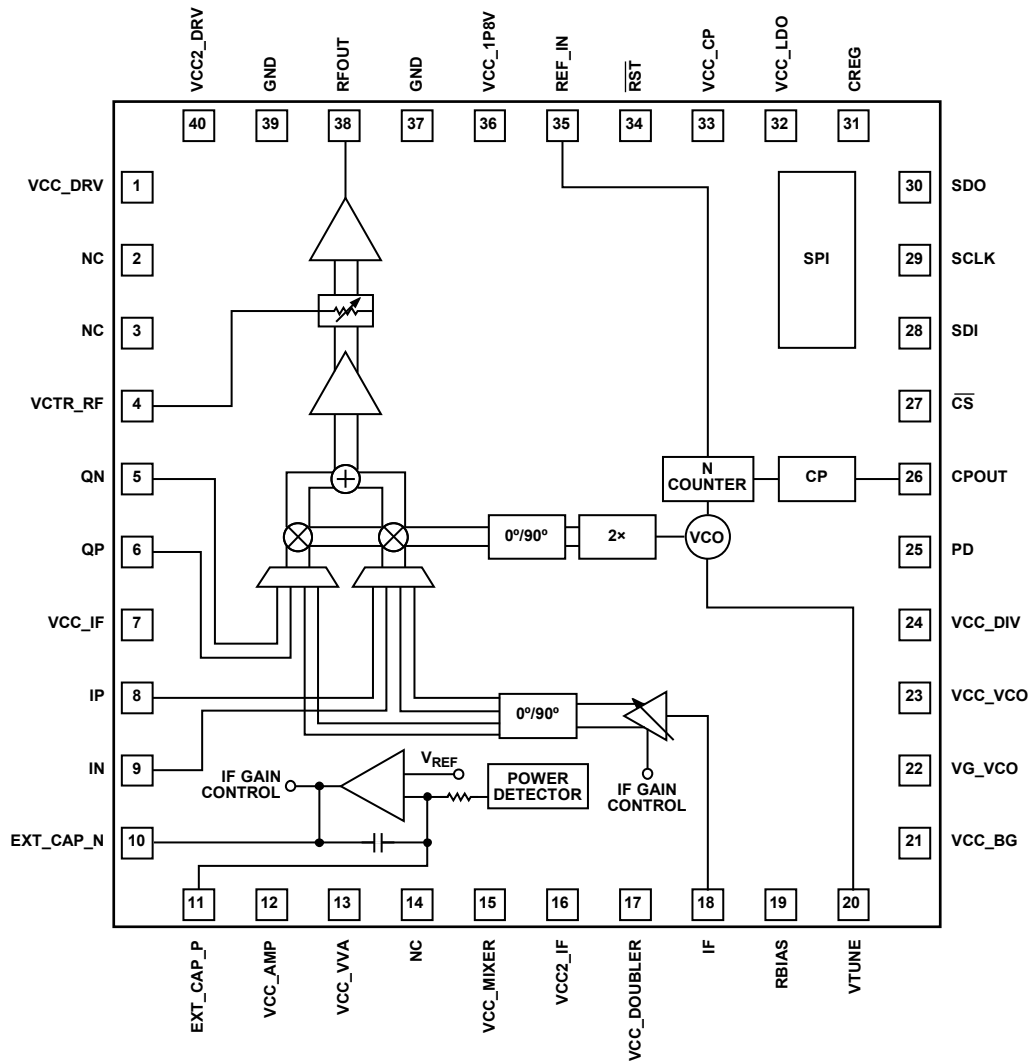 VCC2_DRV
GND
RFOUT
GND
VCC_1P8V
REF_IN
RST
VCC_CP
VCC_LDO
CREG
40
39
38
37
36
35
34
33
32
31
VCC_DRV 1
30 SDO
NC 2
SPI
29 SCLK
NC 3
28 SDI
VCTR_RF 4
27 CS
QN 5
+
N
COUNTER
CP
26 CPOUT
QP 6
0º/90º
2×
VCO
25 PD
VCC_IF 7
24 VCC_DIV
IP 8
0º/90º
23 VCC_VCO
IN 9
IF GAIN
CONTROL
VREF
POWER
DETECTOR
IF GAIN
CONTROL
22 VG_VCO
EXT_CAP_N 10
21 VCC_BG
11
12
13
14
15
16
17
18
19
20
EXT_CAP_P
VCC_AMP
VCC_VVA
NC
VCC_MIXER
VCC2_IF
VCC_DOUBLER
IF
RBIAS
VTUNE